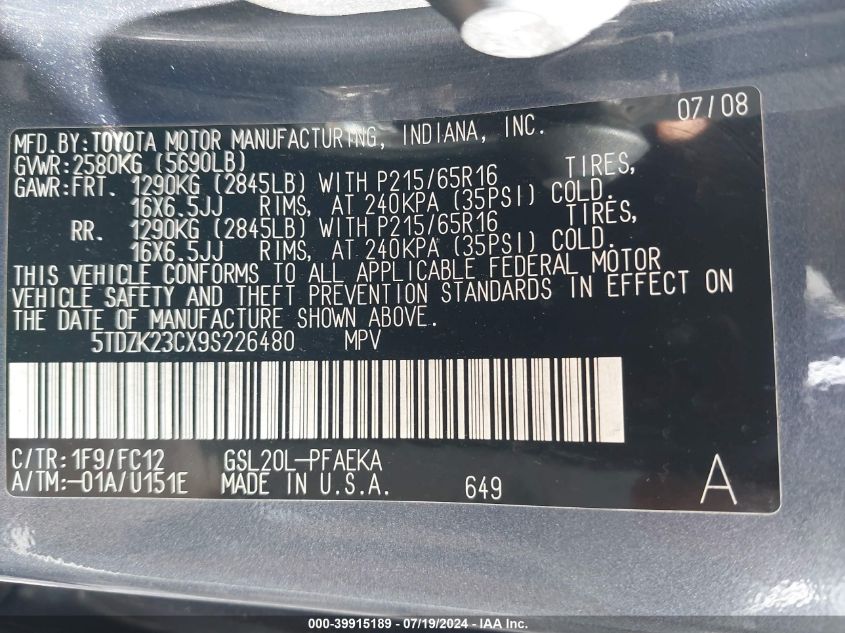 07/08
MFD.BY:TOYOTA MOTOR MANUFACTURING, INDIANA, INC.
GVWR:2580KG (5690LB)
GAWR:FRT. 1290KG (2845LB) WITH P215/65R16 TIRES,
16X6.5JJ RIMS, AT 240KPA (35PSI) COLD.
RR. 1290KG (2845LB) WITH P215/65R16 TIRES,
16X6.5JJ RIMS, AT 240KPA (35PSI) COLD.
THIS VEHICLE CONFORMS TO ALL APPLICABLE FEDERAL MOTOR
VEHICLE SAFETY AND THEFT PREVENTION STANDARDS IN EFFECT ON
THE DATE OF MANUFACTURE SHOWN ABOVE.
5TDZK23CX9S226480 MPV
C/TR:1F9/FC12 GSL20L-PFAEKA
A/TM:-01A/U151E MADE IN U.S.A. 649 A
000-39915189 - 07/19/2024 - IAA Inc.